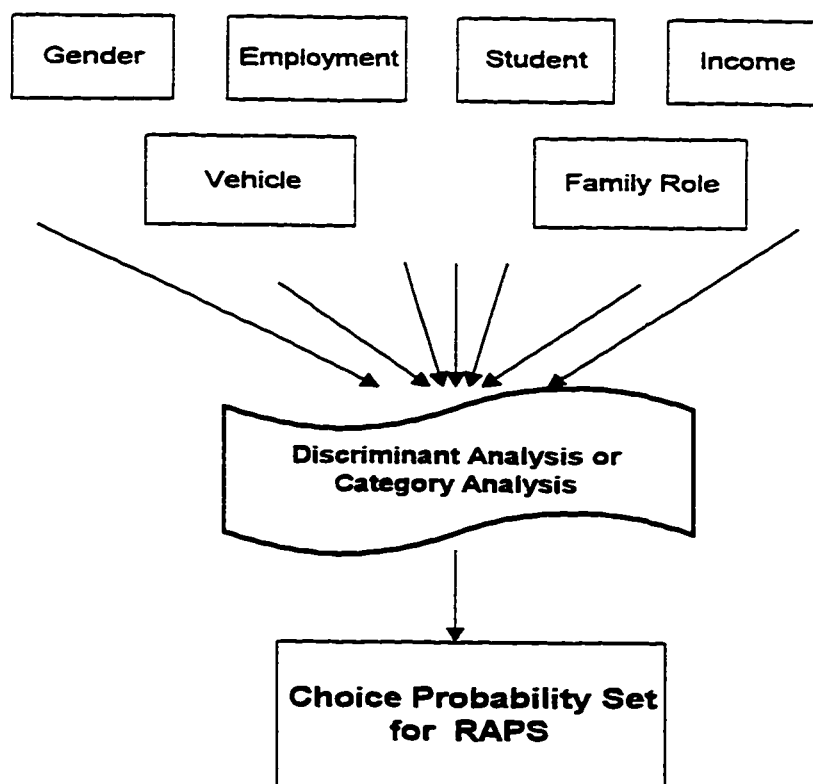 Gender
Employment
Student
Income
Vehicle
Family Role
Discriminant Analysis or
Category Analysis
Choice Probability Set
for RAPS